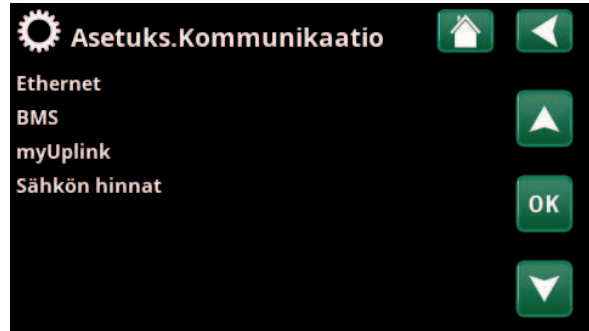 Asetuks.Kommunikaatio
Ethernet
BMS
myUplink
Sähkön hinnat
OK